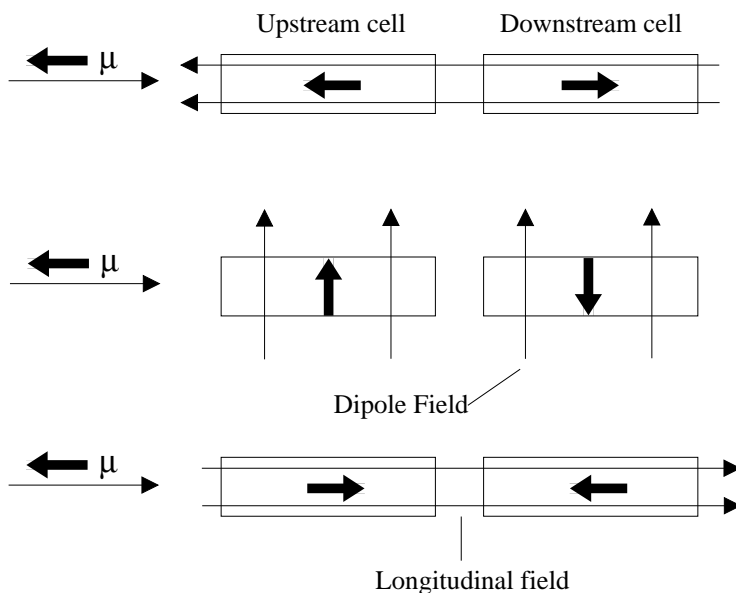 Upstream cell
Downstream cell
μ
μ
Dipole Field
μ
Longitudinal field